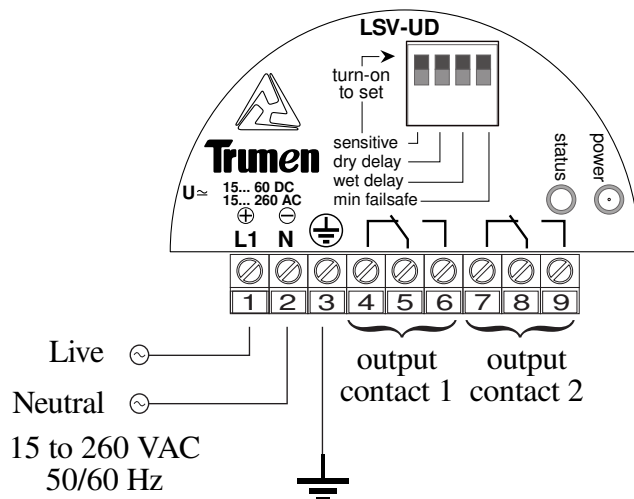 LSV-UD
turn-on
to set
sensitive
dry delay
wet delay
min failsafe
status
power
Trumen
U≃
15... 60 DC
15... 260 AC
⊕ ⊖
L1 N
1 2 3 4 5 6 7 8 9
Live
Neutral
15 to 260 VAC
50/60 Hz
output
contact 1
output
contact 2